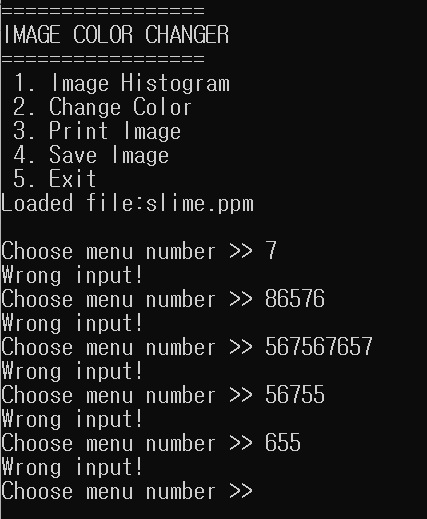 =================
IMAGE COLOR CHANGER
=================
1. Image Histogram
2. Change Color
3. Print Image
4. Save Image
5. Exit
Loaded file:slime.ppm
Choose menu number >> 7
Wrong input!
Choose menu number >> 86576
Wrong input!
Choose menu number >> 567567657
Wrong input!
Choose menu number >> 56755
Wrong input!
Choose menu number >> 655
Wrong input!
Choose menu number >>